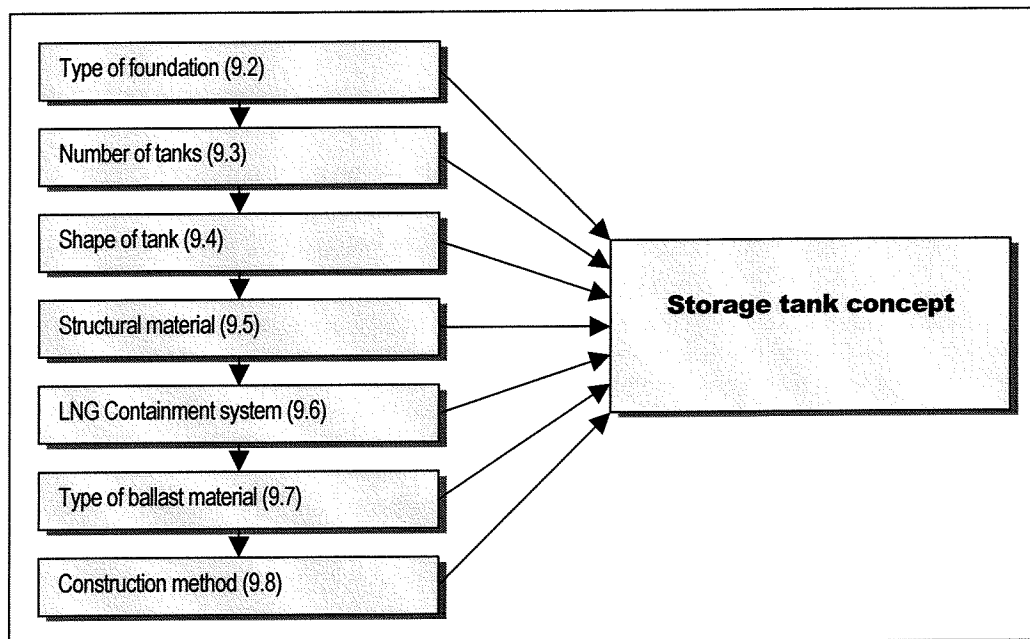 Type of foundation (9.2)
Number of tanks (9.3)
Shape of tank (9.4)
Structural material (9.5)
LNG Containment system (9.6)
Type of ballast material (9.7)
Construction method (9.8)
Storage tank concept